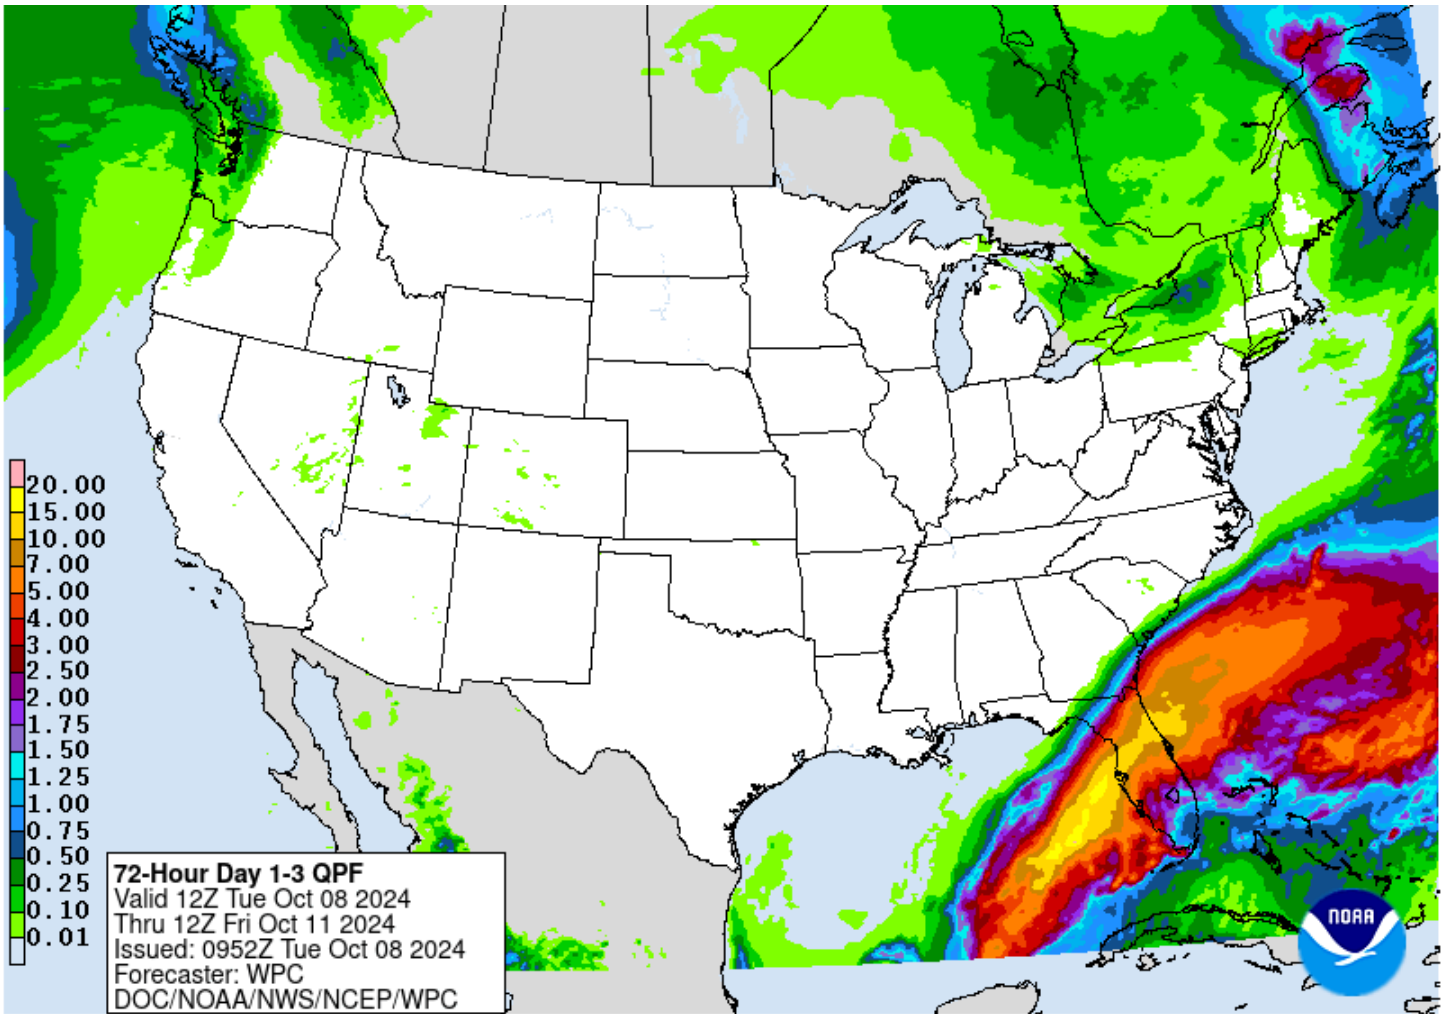 20.00
15.00
10.00
7.00
5.00
4.00
3.00
2.50
2.00
1.75
1.50
1.25
1.00
0.75
0.50
0.25
0.10
0.01
72-Hour Day 1-3 QPF
Valid 12Z Tue Oct 08 2024
Thru 12Z Fri Oct 11 2024
Issued: 0952Z Tue Oct 08 2024
Forecaster: WPC
DOC/NOAA/NWS/NCEP/WPC
NOAA